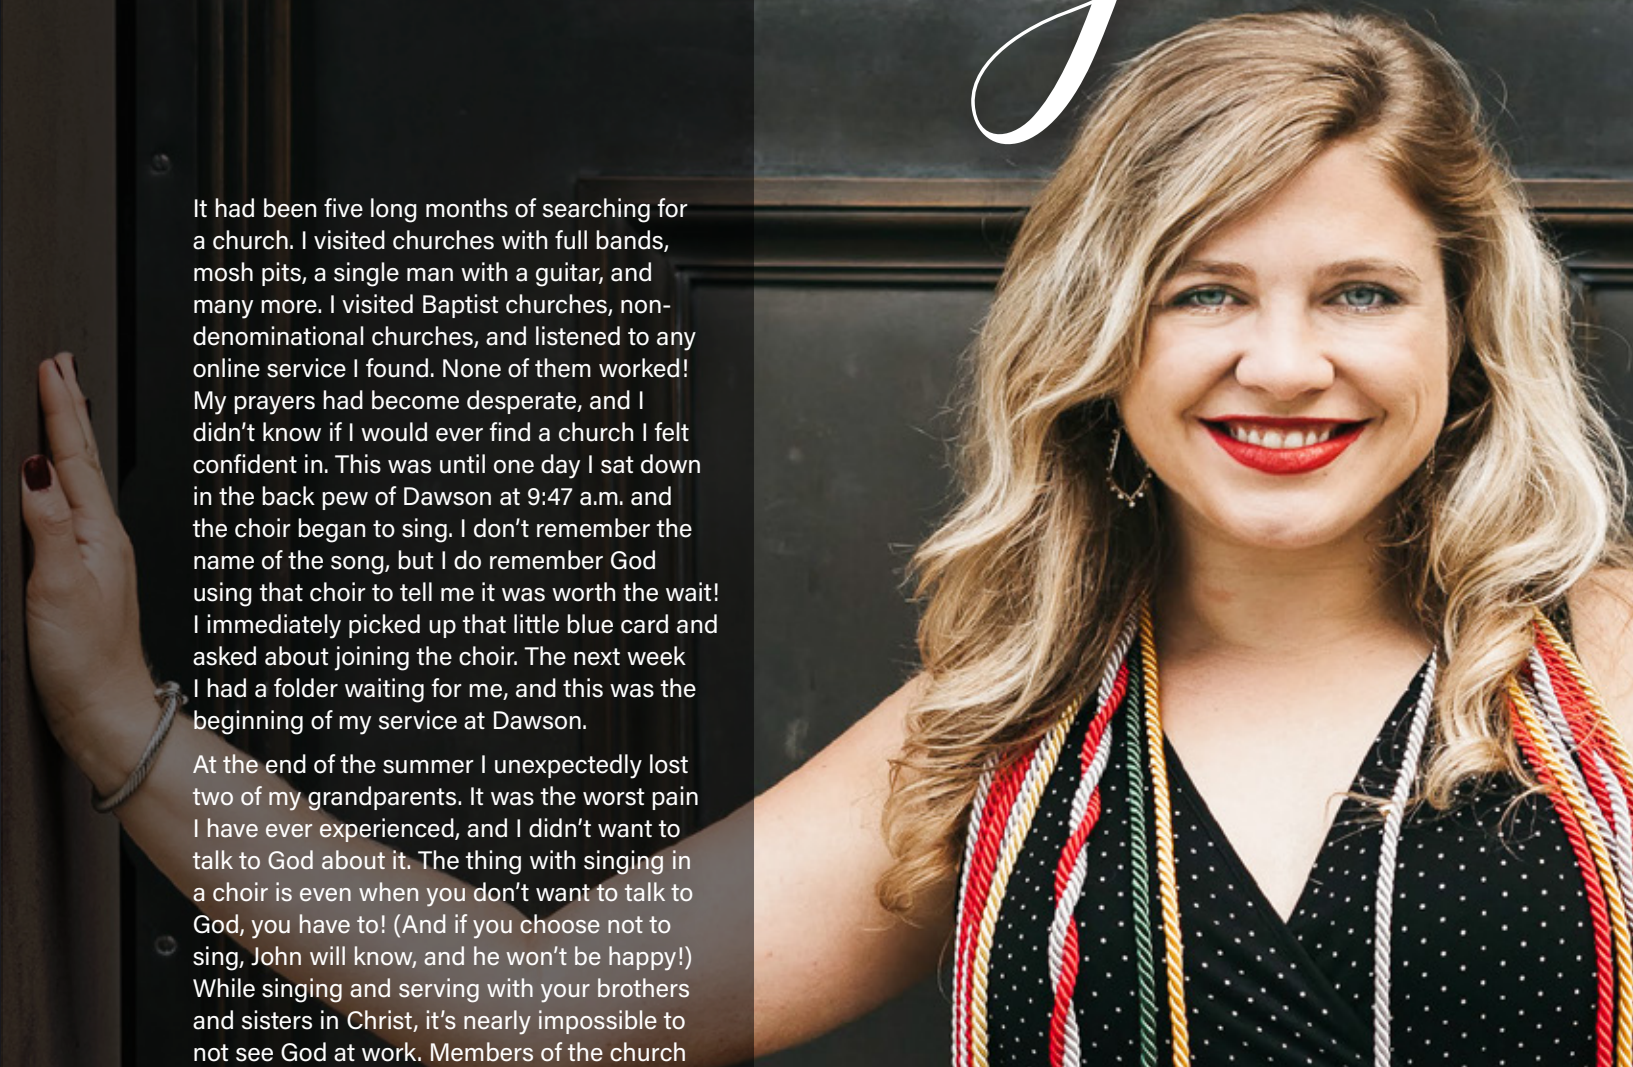 It had been five long months of searching for
a church. I visited churches with full bands,
mosh pits, a single man with a guitar, and
many more. I visited Baptist churches, non-
denominational churches, and listened to any
online service I found. None of them worked!
My prayers had become desperate, and I
didn’t know if I would ever find a church I felt
confident in. This was until one day I sat down
in the back pew of Dawson at 9:47 a.m. and
the choir began to sing. I don’t remember the
name of the song, but I do remember God
using that choir to tell me it was worth the wait!
I immediately picked up that little blue card and
asked about joining the choir. The next week
I had a folder waiting for me, and this was the
beginning of my service at Dawson.
At the end of the summer I unexpectedly lost
two of my grandparents. It was the worst pain
I have ever experienced, and I didn’t want to
talk to God about it. The thing with singing in
a choir is even when you don’t want to talk to
God, you have to! (And if you choose not to
sing, John will know, and he won’t be happy!)
While singing and serving with your brothers
and sisters in Christ, it’s nearly impossible to
not see God at work. Members of the church